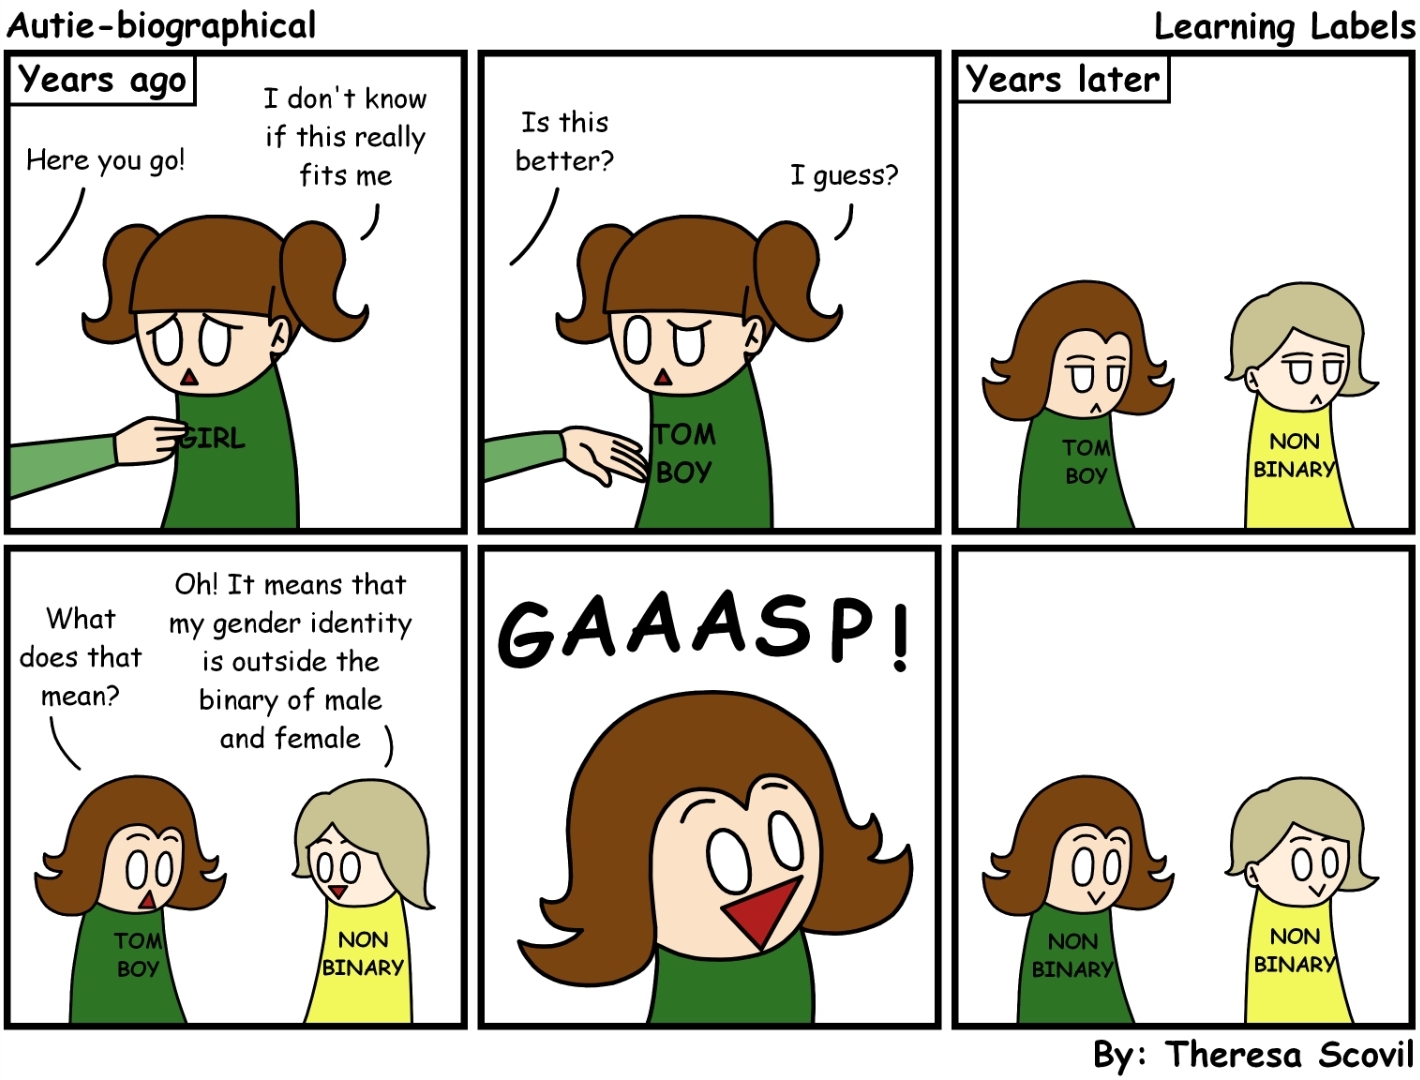 Autie-biographical
Learning Labels
Years ago
Here you go!
I don't know
if this really
fits me
GIRL
Is this
better?
I guess?
TOM
BOY
Years later
TOM
BOY
NON
BINARY
What
does that
mean?
Oh! It means that
my gender identity
is outside the
binary of male
and female
TOM
BOY
NON
BINARY
GAAASP!
NON
BINARY
NON
BINARY
By: Theresa Scovil